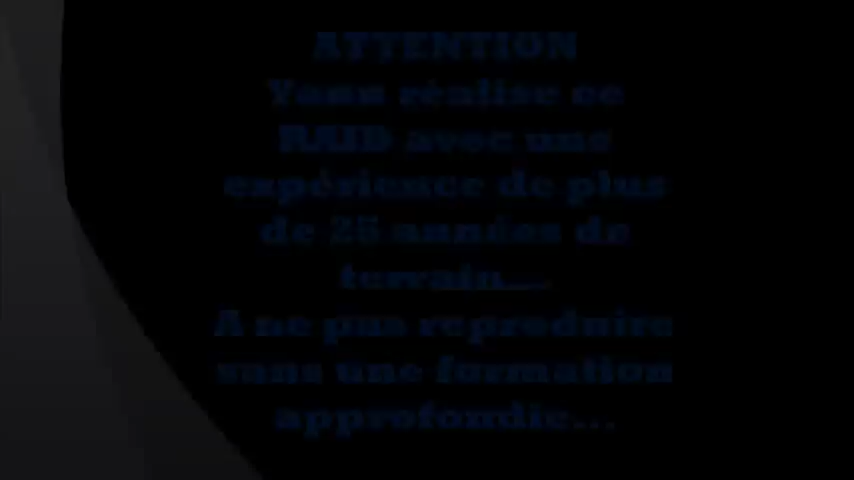 ATTENTION
Yann réalise ce
RAID avec une
expérience de plus
de 25 années de
terrain...
A ne pas reproduire
sans une formation
approfondie...